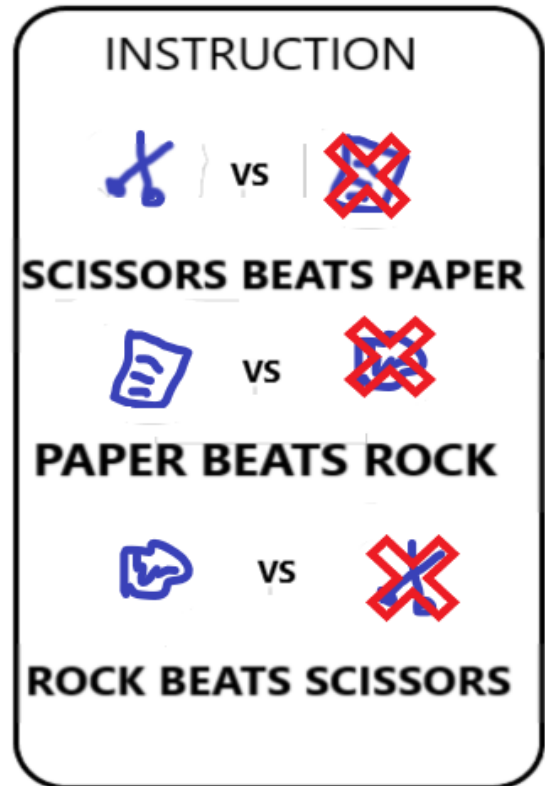 INSTRUCTION
VS
SCISSORS BEATS PAPER
VS
PAPER BEATS ROCK
VS
ROCK BEATS SCISSORS